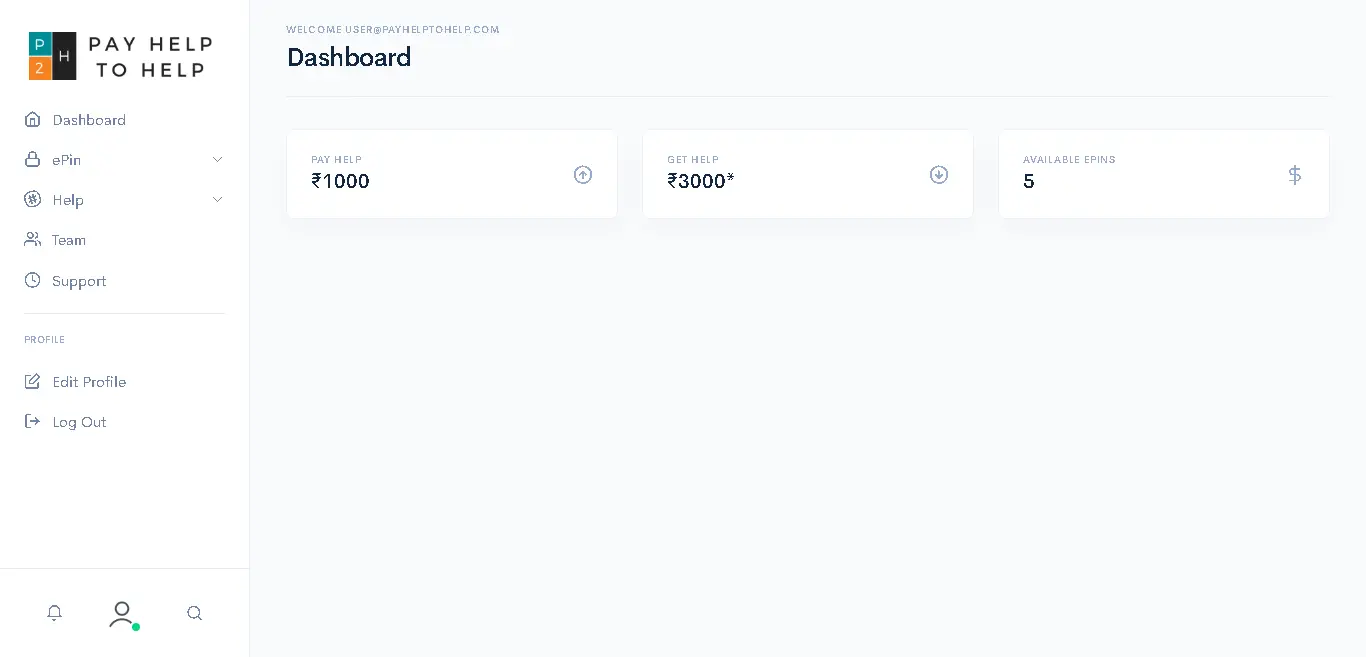 P
H
2
PAY HELP
TO HELP
Dashboard
ePin
Help
Team
Support
PROFILE
Edit Profile
Log Out
WELCOME USER@PAYHELPTOHELP.COM
Dashboard
PAY HELP
₹1000
GET HELP
₹3000*
AVAILABLE EPINS
5